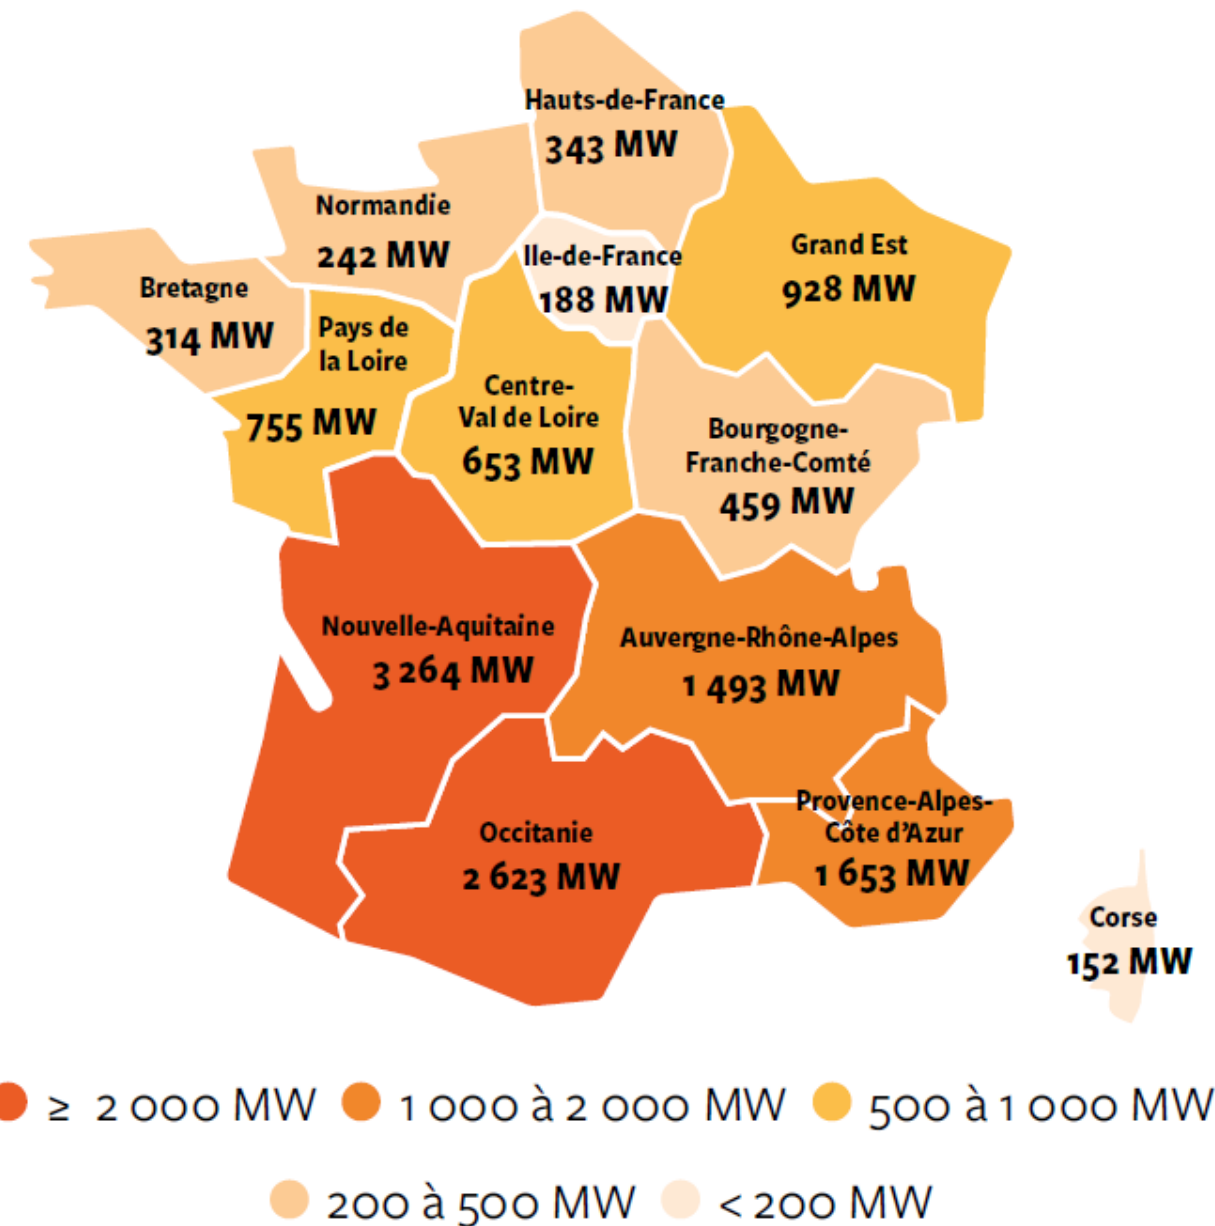 Hauts-de-France
343 MW
Normandie
242 MW
Ile-de-France
188 MW
Grand Est
928 MW
Bretagne
314 MW
Pays de
la Loire
755 MW
Centre-
Val de Loire
653 MW
Bourgogne-
Franche-Comté
459 MW
Nouvelle-Aquitaine
3 264 MW
Auvergne-Rhône-Alpes
1 493 MW
Occitanie
2 623 MW
Provence-Alpes-
Côte d'Azur
1 653 MW
Corse
152 MW
≥ 2 000 MW 1 000 à 2 000 MW 500 à 1 000 MW
200 à 500 MW < 200 MW